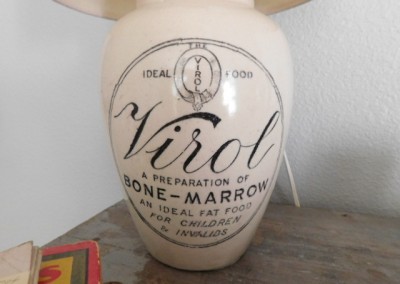 THE
VIROL
IDEAL FOOD
Virol
A PREPARATION OF
BONE-MARROW
AN IDEAL FAT FOOD
FOR CHILDREN
& INVALIDS